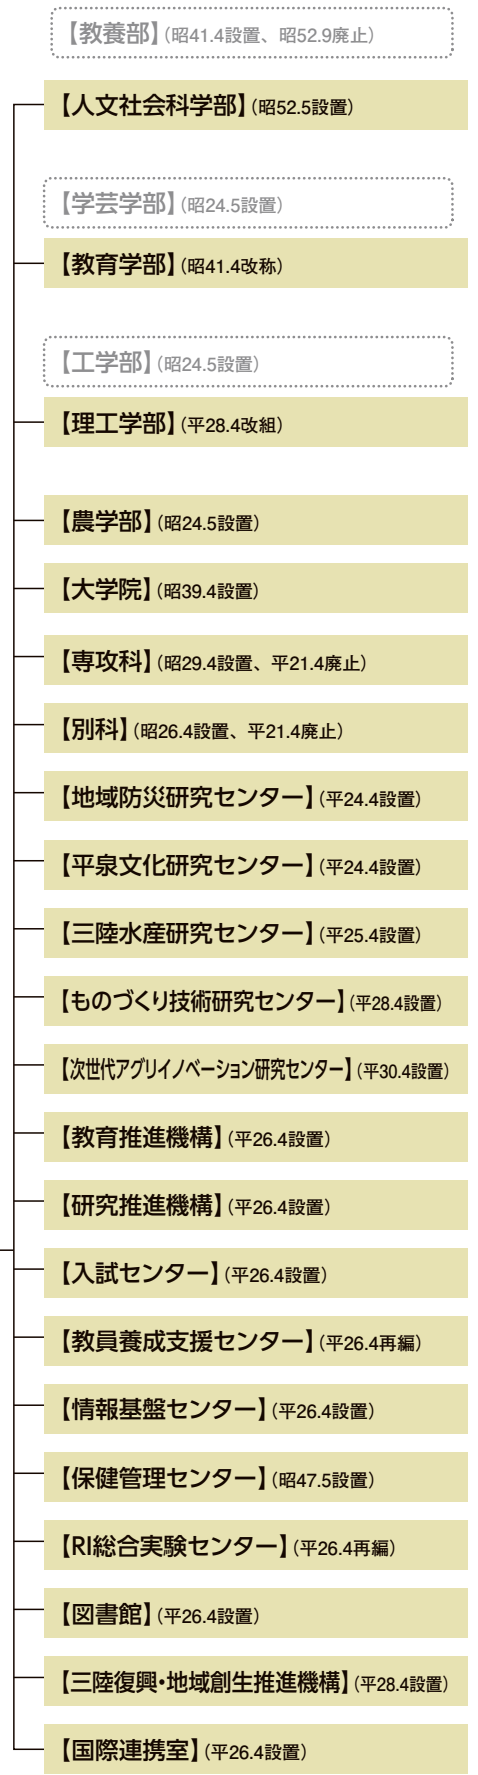 【教養部】（昭41.4設置、昭52.9廃止）
【人文社会科学部】（昭52.5設置）
【学芸学部】（昭24.5設置）
【教育学部】（昭41.4改称）
【工学部】（昭24.5設置）
【理工学部】（平28.4改組）
【農学部】（昭24.5設置）
【大学院】（昭39.4設置）
【専攻科】（昭29.4設置、平21.4廃止）
【別科】（昭26.4設置、平21.4廃止）
【地域防災研究センター】（平24.4設置）
【平泉文化研究センター】（平24.4設置）
【三陸水産研究センター】（平25.4設置）
【ものづくり技術研究センター】（平28.4設置）
【次世代アグリイノベーション研究センター】（平30.4設置）
【教育推進機構】（平26.4設置）
【研究推進機構】（平26.4設置）
【入試センター】（平26.4設置）
【教員養成支援センター】（平26.4再編）
【情報基盤センター】（平26.4設置）
【保健管理センター】（昭47.5設置）
【RI総合実験センター】（平26.4再編）
【図書館】（平26.4設置）
【三陸復興・地域創生推進機構】（平28.4設置）
【国際連携室】（平26.4設置）